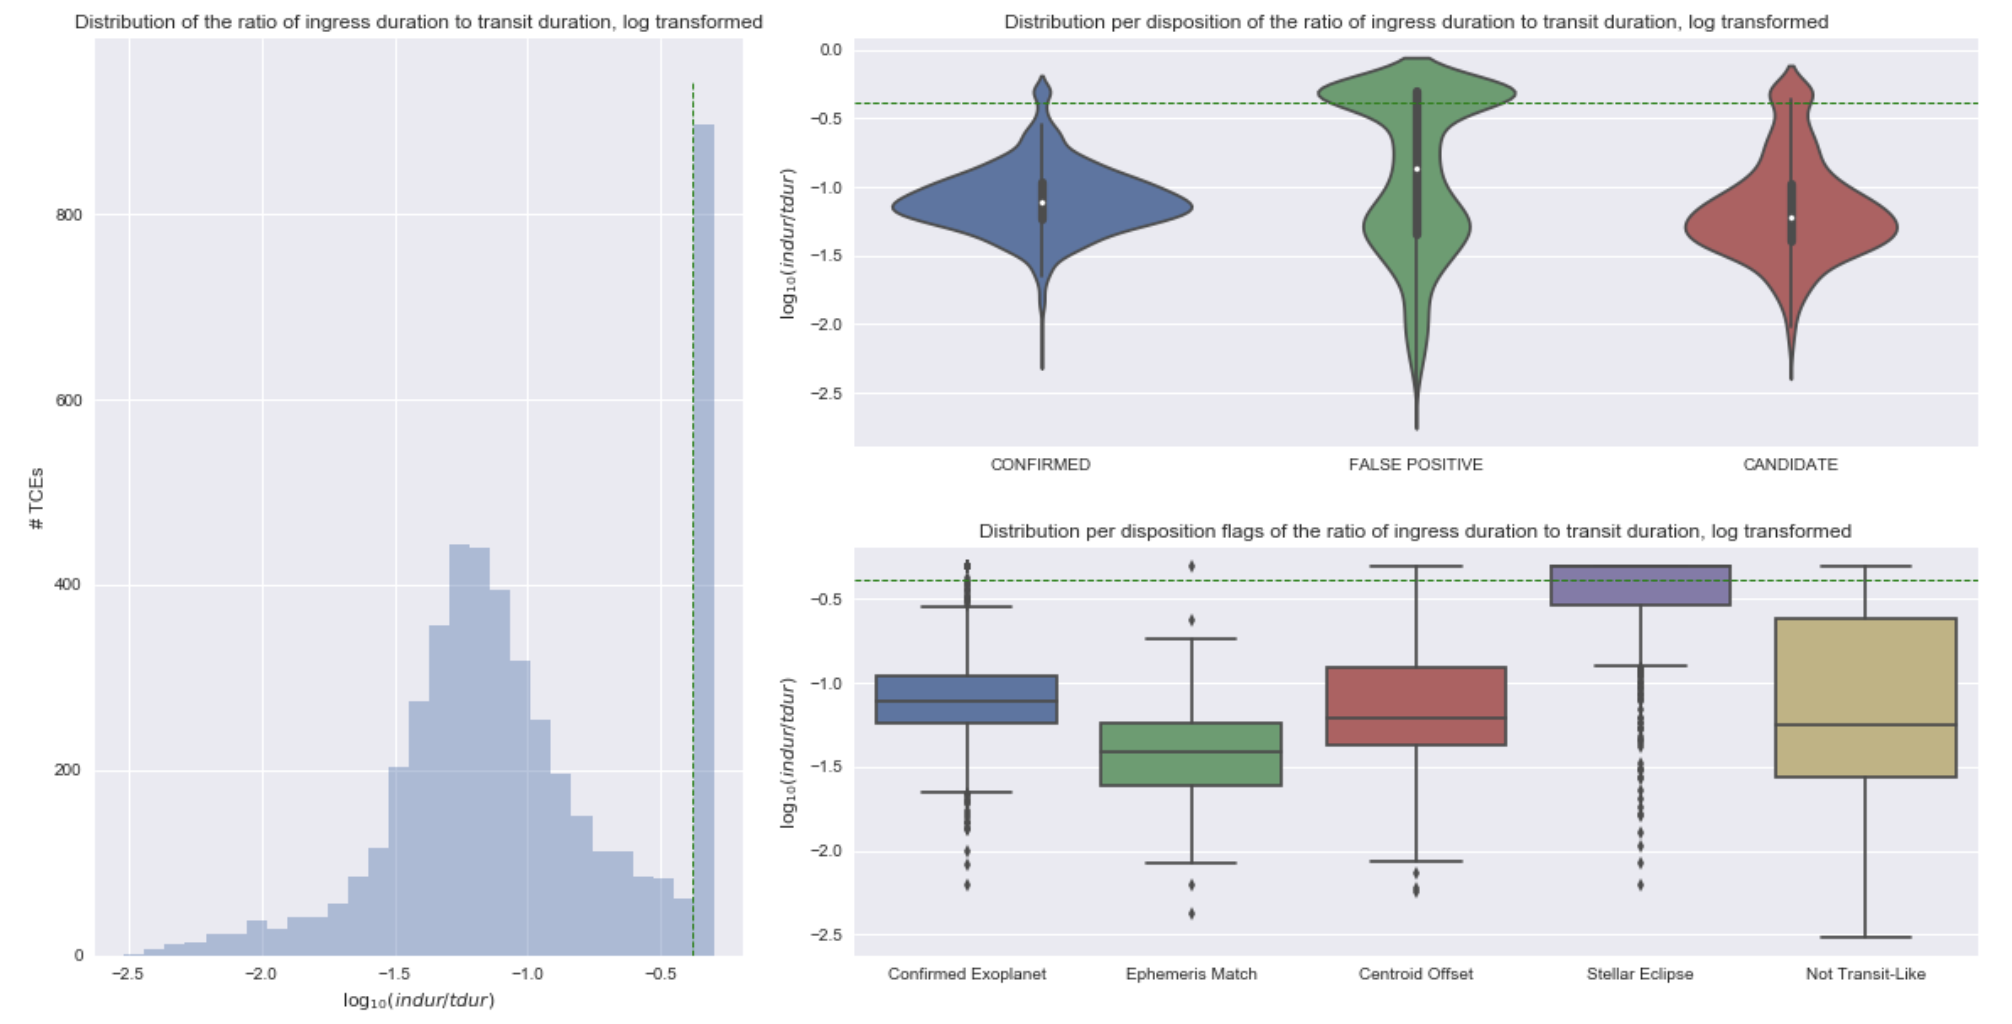 Distribution of the ratio of ingress duration to transit duration, log transformed
# TCEs
800
600
400
200
0
−2.5 −2.0 −1.5 −1.0 −0.5
log₁₀(indur/tdur)
Distribution per disposition of the ratio of ingress duration to transit duration, log transformed
log₁₀(indur/tdur)
0.0
−0.5
−1.0
−1.5
−2.0
−2.5
CONFIRMED FALSE POSITIVE CANDIDATE
Distribution per disposition flags of the ratio of ingress duration to transit duration, log transformed
log₁₀(indur/tdur)
−0.5
−1.0
−1.5
−2.0
−2.5
Confirmed Exoplanet Ephemeris Match Centroid Offset Stellar Eclipse Not Transit-Like